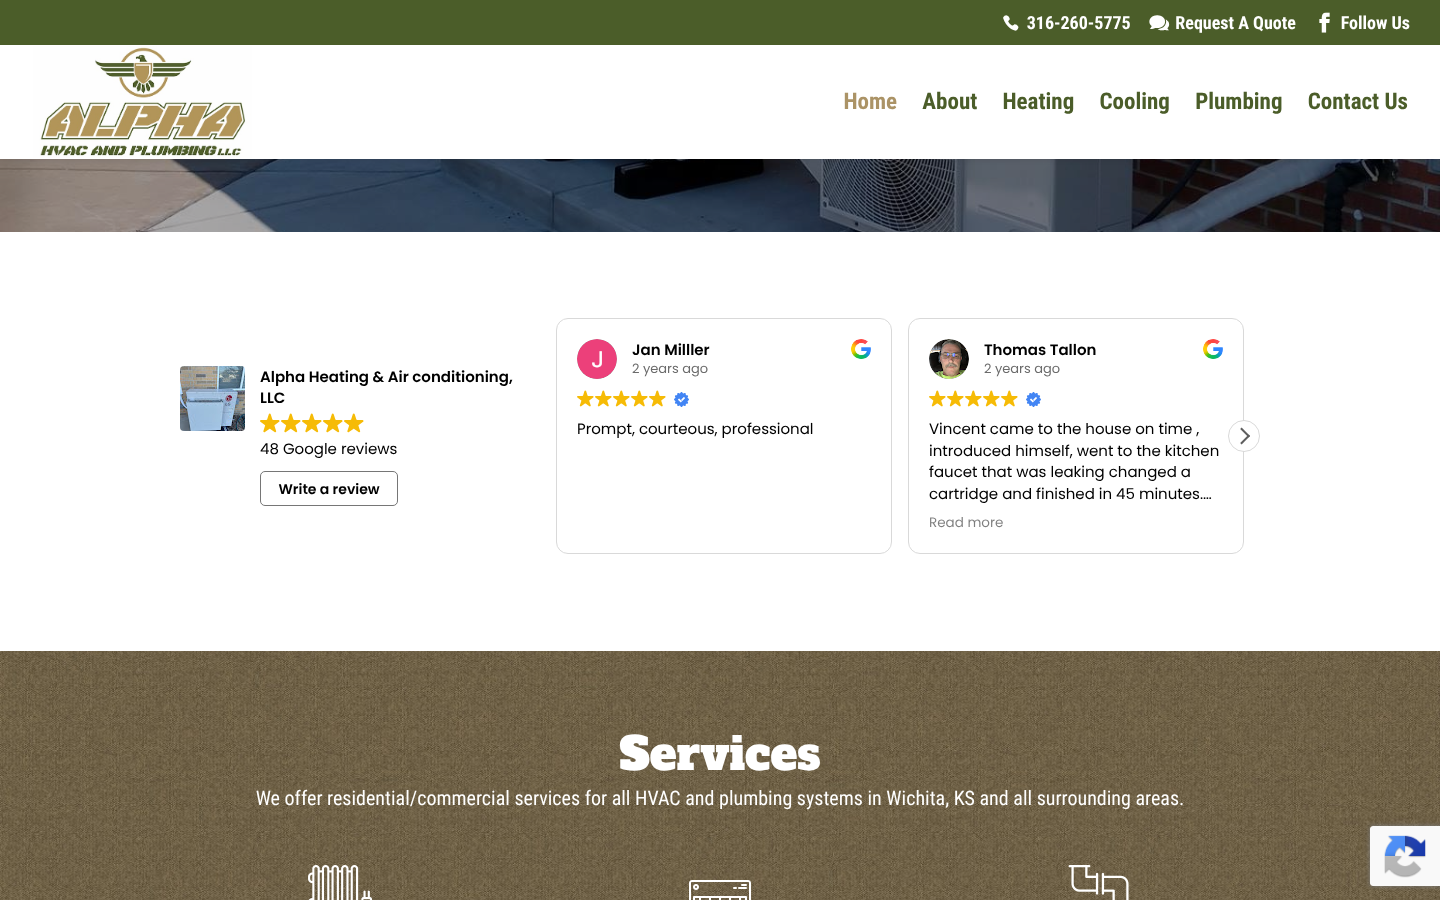 316-260-5775 Request A Quote Follow Us
ALPHA
HVAC AND PLUMBING LLC
Home About Heating Cooling Plumbing Contact Us
Alpha Heating & Air conditioning,
LLC
48 Google reviews
Write a review
J
Jan Milller
2 years ago
Prompt, courteous, professional
Thomas Tallon
2 years ago
Vincent came to the house on time ,
introduced himself, went to the kitchen
faucet that was leaking changed a
cartridge and finished in 45 minutes....
Read more
Services
We offer residential/commercial services for all HVAC and plumbing systems in Wichita, KS and all surrounding areas.